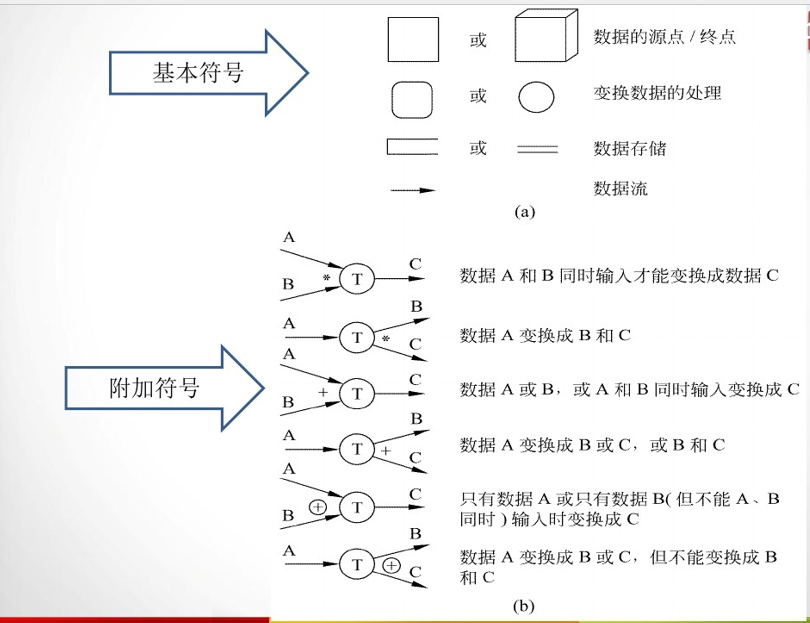 基本符号
或 数据的源点 / 终点
或 变换数据的处理
或 数据存储
数据流
(a)
附加符号
A
B * T C 数据 A 和 B 同时输入才能变换成数据 C
A T * B C 数据 A 变换成 B 和 C
A
B + T C 数据 A 或 B，或 A 和 B 同时输入变换成 C
A T + B C 数据 A 变换成 B 或 C，或 B 和 C
A
B ⊕ T C 只有数据 A 或只有数据 B( 但不能 A、B
同时 ) 输入时变换成 C
A T ⊕ B C 数据 A 变换成 B 或 C，但不能变换成 B
和 C
(b)